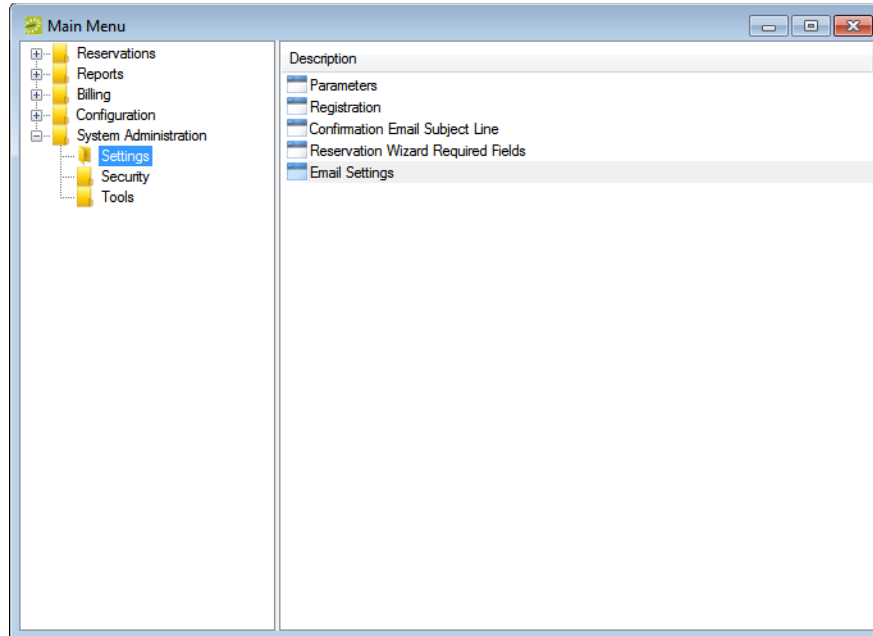 Main Menu
Reservations
Reports
Billing
Configuration
System Administration
Settings
Security
Tools
Description
Parameters
Registration
Confirmation Email Subject Line
Reservation Wizard Required Fields
Email Settings